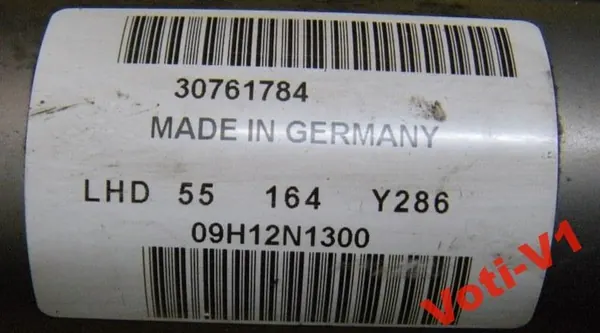 30761784
MADE IN GERMANY
LHD 55 164 Y286
09H12N1300
Voti-V1